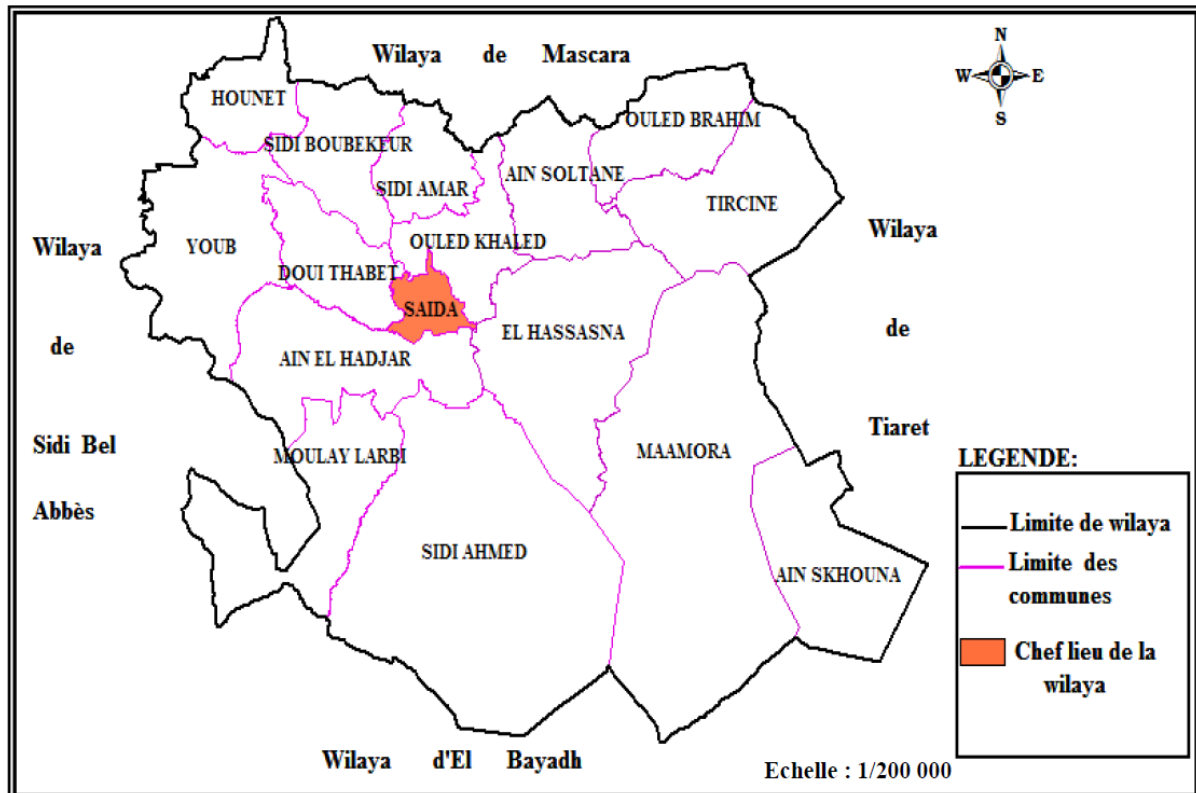 Wilaya de Mascara
N
W E
S
HOUNET
OULED BRAHIM
SIDI BOUBEKEUR
AIN SOLTANE
SIDI AMAR
TIRCINE
Wilaya
Wilaya
YOUB
OULED KHALED
DOUI THABET
SAIDA
EL HASSASNA
de
de
AIN EL HADJAR
Tiaret
Sidi Bel
MOULAY LARBI
MAAMORA
Abbès
SIDI AHMED
AIN SKHOUNA
LEGENDE:
Limite de wilaya
Limite des
communes
Chef lieu de la
wilaya
Wilaya d'El Bayadh
Echelle : 1/200 000